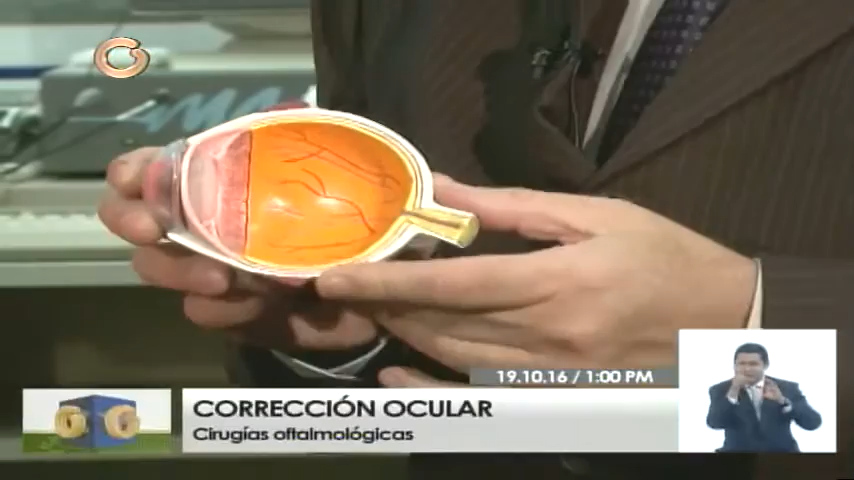 19.10.16 / 1:00 PM
CORRECCIÓN OCULAR
Cirugías oftalmológicas